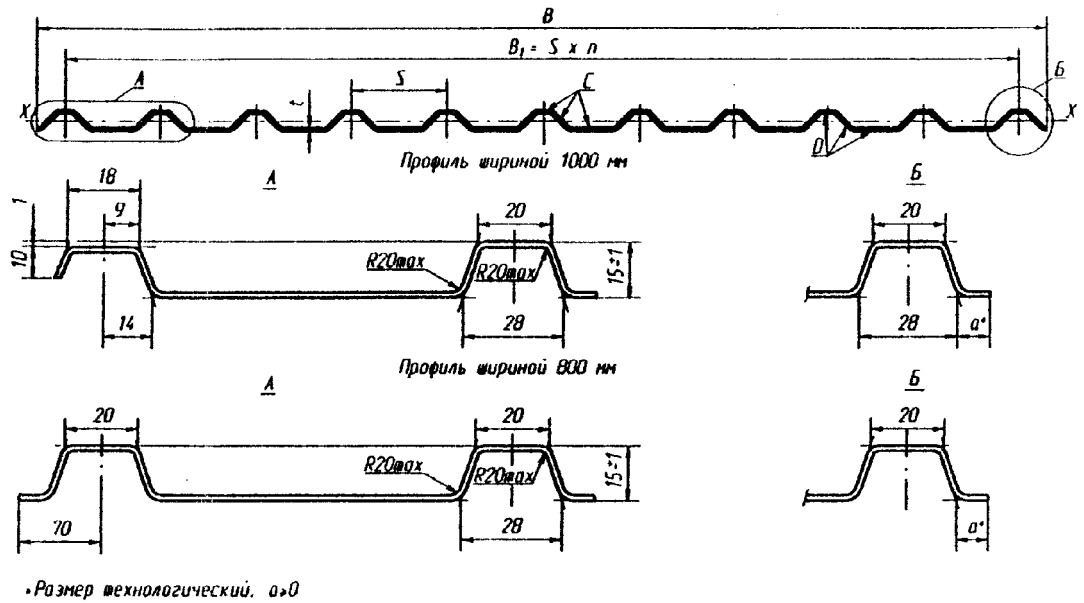 B
B₁ = S × n
А
S
C
Б
X
t
X
D
Профиль шириной 1000 мм
А
Б
18
9
1
10
20
20
R20max
R20max
15±1
14
28
28
a*
Профиль шириной 800 мм
А
Б
20
20
20
R20max
R20max
15±1
70
28
a*
*Размер технологический, a>0